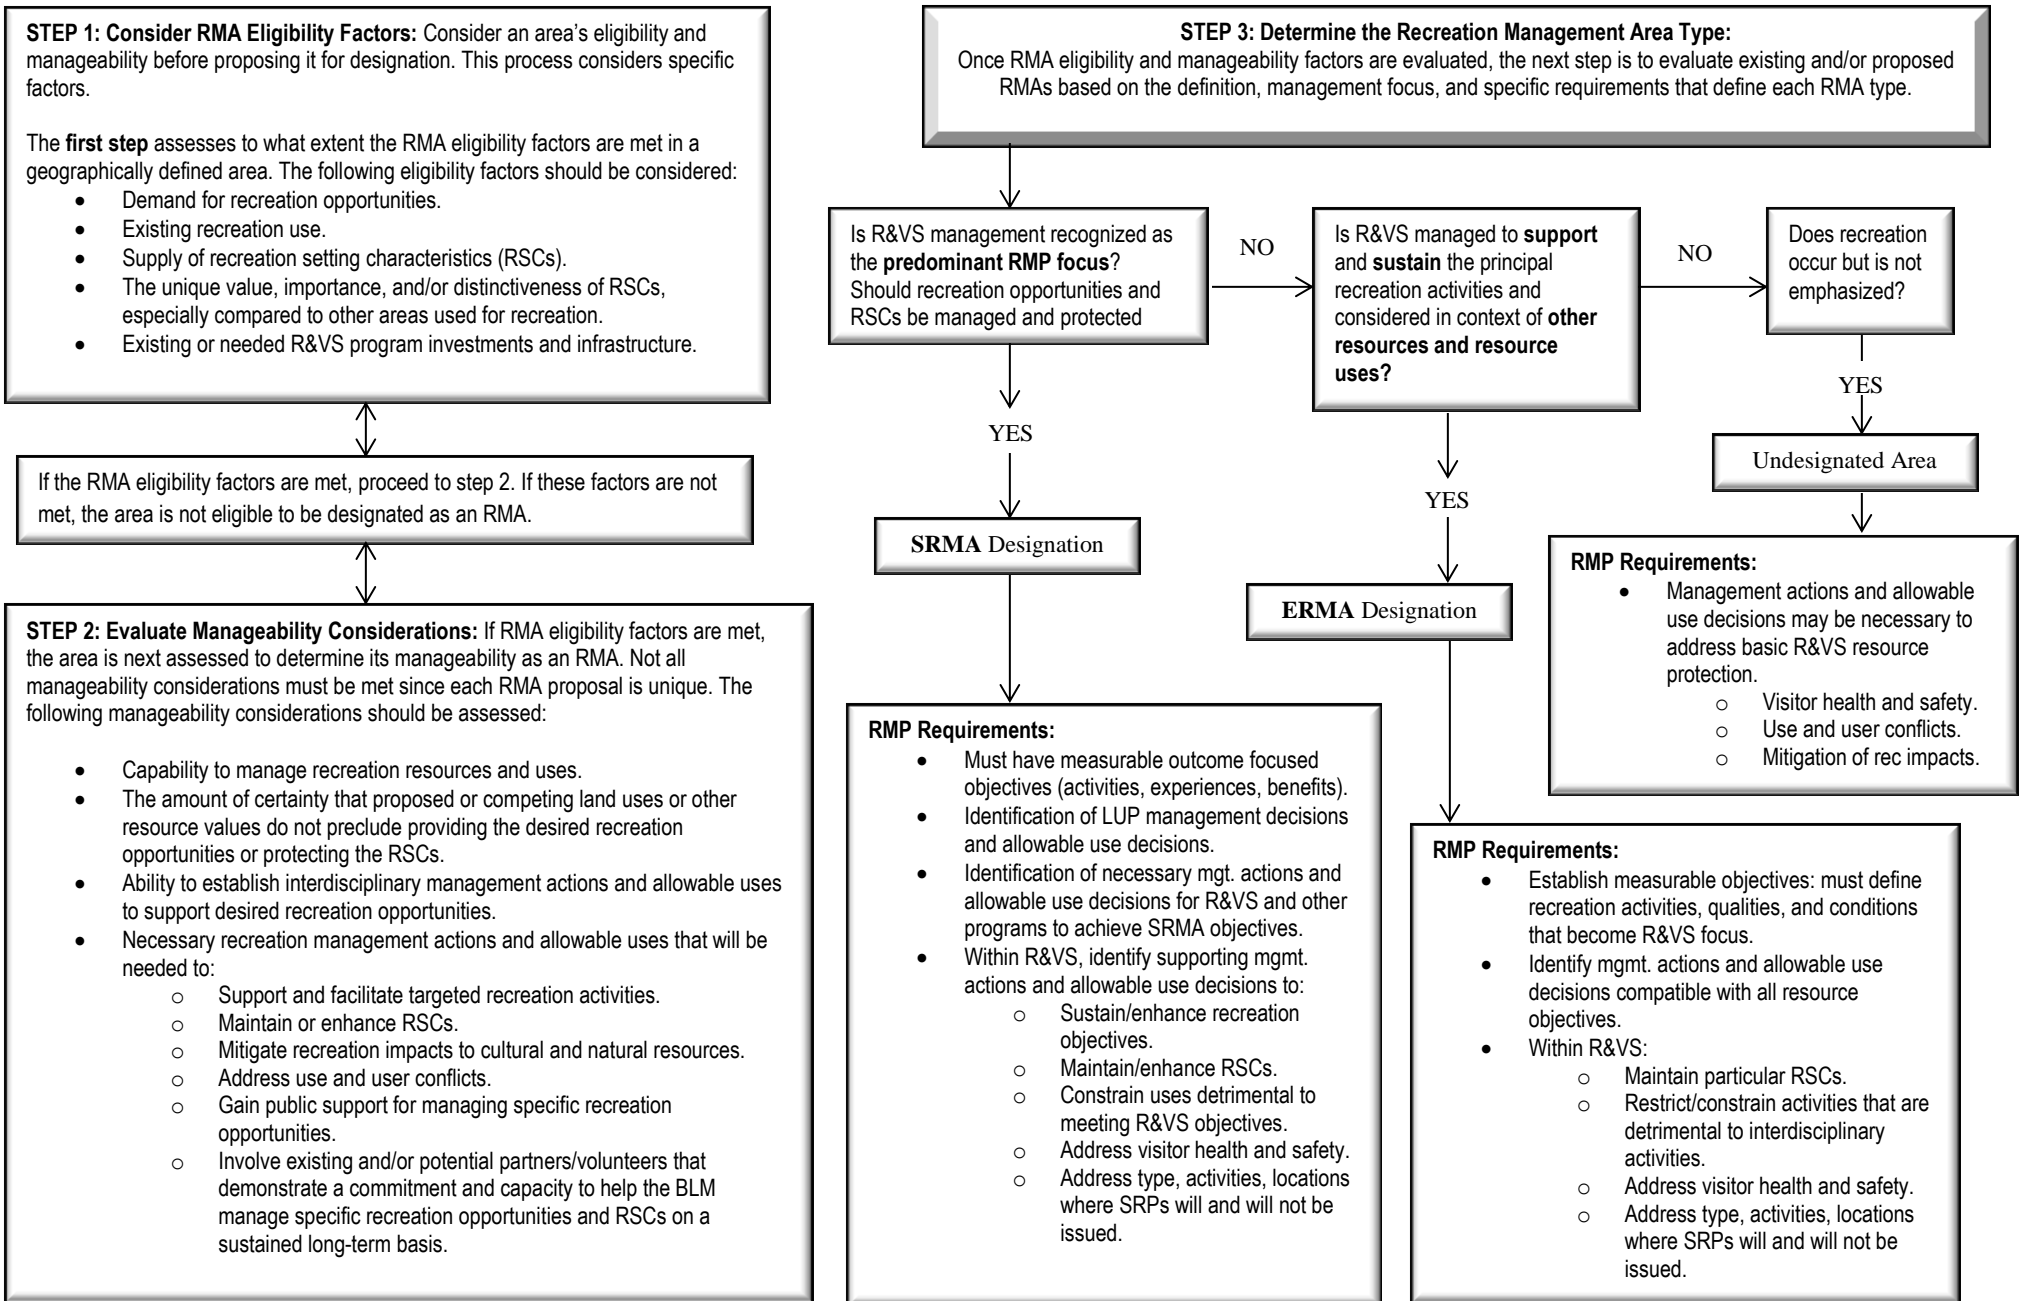 STEP 1: Consider RMA Eligibility Factors: Consider an area’s eligibility and
manageability before proposing it for designation. This process considers specific
factors.
The first step assesses to what extent the RMA eligibility factors are met in a
geographically defined area. The following eligibility factors should be considered:
• Demand for recreation opportunities.
• Existing recreation use.
• Supply of recreation setting characteristics (RSCs).
• The unique value, importance, and/or distinctiveness of RSCs,
especially compared to other areas used for recreation.
• Existing or needed R&VS program investments and infrastructure.
If the RMA eligibility factors are met, proceed to step 2. If these factors are not
met, the area is not eligible to be designated as an RMA.
STEP 2: Evaluate Manageability Considerations: If RMA eligibility factors are met,
the area is next assessed to determine its manageability as an RMA. Not all
manageability considerations must be met since each RMA proposal is unique. The
following manageability considerations should be assessed:
• Capability to manage recreation resources and uses.
• The amount of certainty that proposed or competing land uses or other
resource values do not preclude providing the desired recreation
opportunities or protecting the RSCs.
• Ability to establish interdisciplinary management actions and allowable uses
to support desired recreation opportunities.
• Necessary recreation management actions and allowable uses that will be
needed to:
o Support and facilitate targeted recreation activities.
o Maintain or enhance RSCs.
o Mitigate recreation impacts to cultural and natural resources.
o Address use and user conflicts.
o Gain public support for managing specific recreation
opportunities.
o Involve existing and/or potential partners/volunteers that
demonstrate a commitment and capacity to help the BLM
manage specific recreation opportunities and RSCs on a
sustained long-term basis.
STEP 3: Determine the Recreation Management Area Type:
Once RMA eligibility and manageability factors are evaluated, the next step is to evaluate existing and/or proposed
RMAs based on the definition, management focus, and specific requirements that define each RMA type.
Is R&VS management recognized as
the predominant RMP focus?
Should recreation opportunities and
RSCs be managed and protected
NO
Is R&VS managed to support
and sustain the principal
recreation activities and
considered in context of other
resources and resource
uses?
NO
Does recreation
occur but is not
emphasized?
YES
SRMA Designation
RMP Requirements:
• Must have measurable outcome focused
objectives (activities, experiences, benefits).
• Identification of LUP management decisions
and allowable use decisions.
• Identification of necessary mgt. actions and
allowable use decisions for R&VS and other
programs to achieve SRMA objectives.
• Within R&VS, identify supporting mgmt.
actions and allowable use decisions to:
o Sustain/enhance recreation
objectives.
o Maintain/enhance RSCs.
o Constrain uses detrimental to
meeting R&VS objectives.
o Address visitor health and safety.
o Address type, activities, locations
where SRPs will and will not be
issued.
YES
ERMA Designation
RMP Requirements:
• Establish measurable objectives: must define
recreation activities, qualities, and conditions
that become R&VS focus.
• Identify mgmt. actions and allowable use
decisions compatible with all resource
objectives.
• Within R&VS:
o Maintain particular RSCs.
o Restrict/constrain activities that are
detrimental to interdisciplinary
activities.
o Address visitor health and safety.
o Address type, activities, locations
where SRPs will and will not be
issued.
YES
Undesignated Area
RMP Requirements:
• Management actions and allowable
use decisions may be necessary to
address basic R&VS resource
protection.
o Visitor health and safety.
o Use and user conflicts.
o Mitigation of rec impacts.